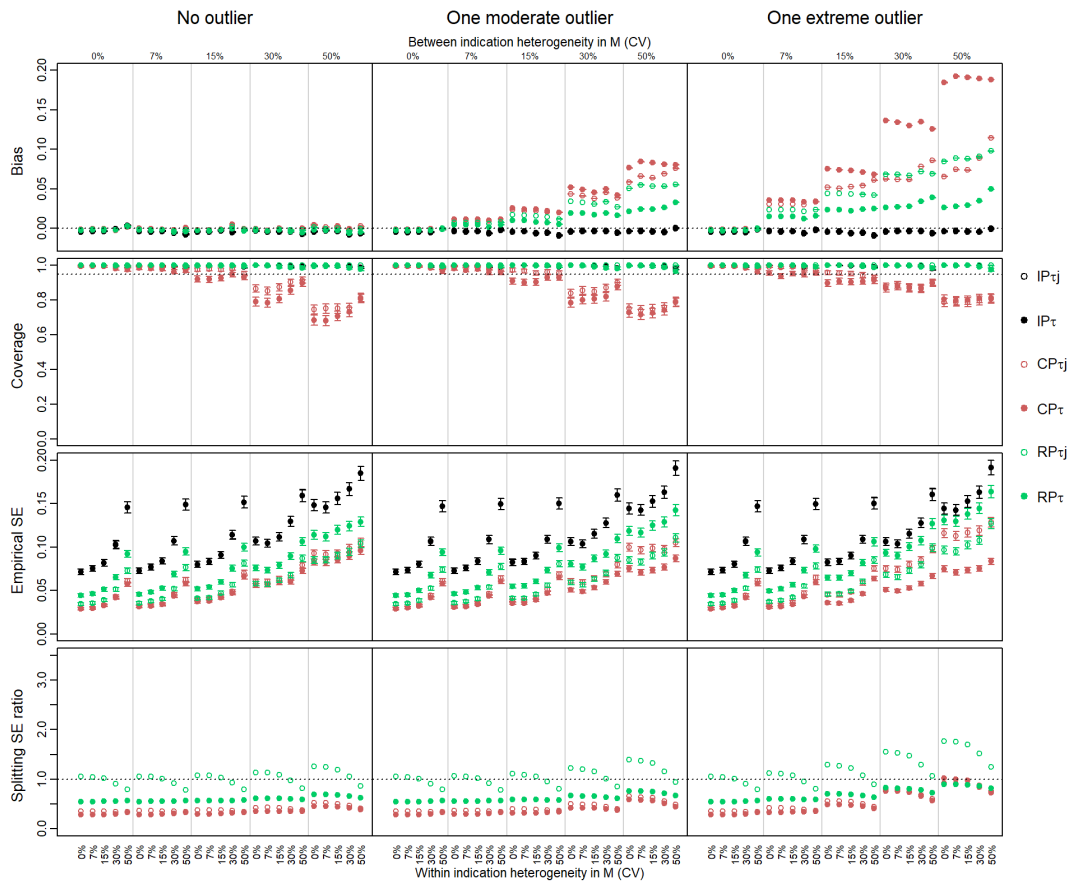 No outlier One moderate outlier One extreme outlier
Between indication heterogeneity in M (CV)
0% 7% 15% 30% 50% 0% 7% 15% 30% 50% 0% 7% 15% 30% 50%
Bias
0.00 0.05 0.10 0.15 0.20
Coverage
0.0 0.2 0.4 0.6 0.8 1.0
Empirical SE
0.00 0.05 0.10 0.15 0.20
Splitting SE ratio
0.0 1.0 2.0 3.0
IPτj
IPτ
CPτj
CPτ
RPτj
RPτ
0% 7% 15% 30% 50% 0% 7% 15% 30% 50% 0% 7% 15% 30% 50% 0% 7% 15% 30% 50% 0% 7% 15% 30% 50% 0% 7% 15% 30% 50% 0% 7% 15% 30% 50% 0% 7% 15% 30% 50% 0% 7% 15% 30% 50% 0% 7% 15% 30% 50% 0% 7% 15% 30% 50% 0% 7% 15% 30% 50% 0% 7% 15% 30% 50% 0% 7% 15% 30% 50% 0% 7% 15% 30% 50%
Within indication heterogeneity in M (CV)